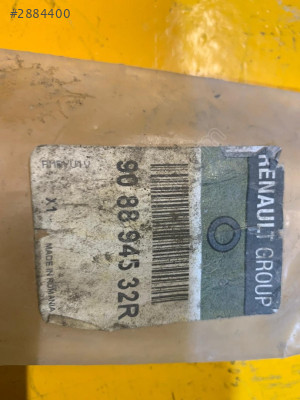 #2884400
RENAULT GROUP
90 88 945 32R
X1
MADE IN ROMANIA